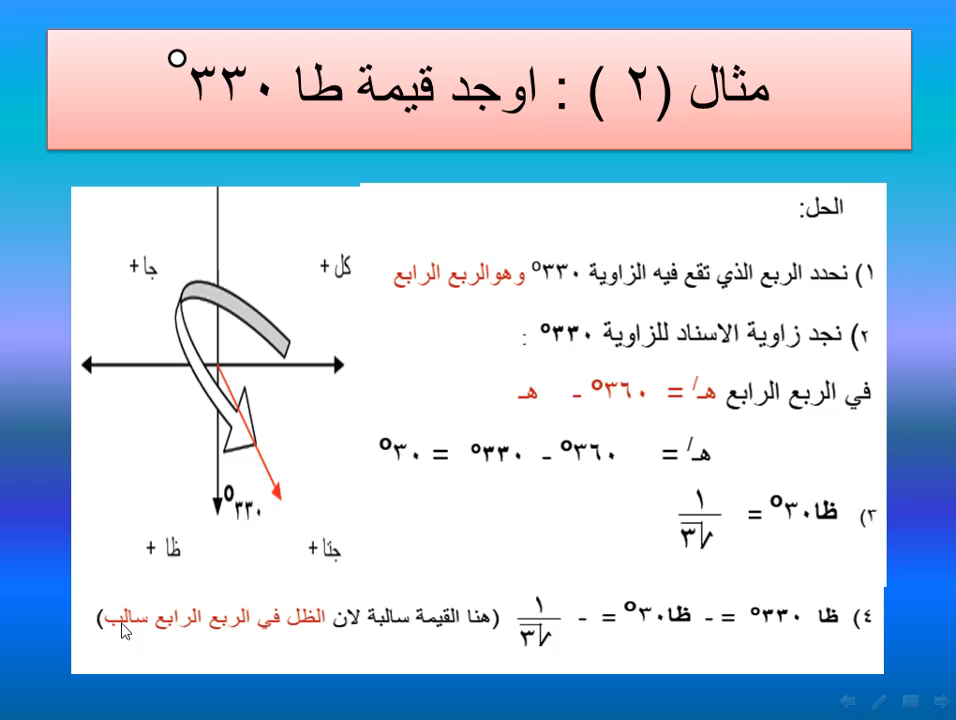 مثال (٢ ) : اوجد قيمة طا ٣٣٠°
الحل:
١) نحدد الربع الذي تقع فيه الزاوية ٣٣٠° وهوالربع الرابع
٢) نجد زاوية الاسناد للزاوية ٣٣٠° :
في الربع الرابع هـ/ = ٣٦٠° - هـ
هـ/ = ٣٦٠° - ٣٣٠° = ٣٠°
٣) ظا٣٠° = ١/√٣
٤) ظا ٣٣٠° = - ظا٣٠° = - ١/√٣ (هنا القيمة سالبة لان الظل في الربع الرابع سالب)
جا +
كل +
٣٣٠°
ظا +
جتا +